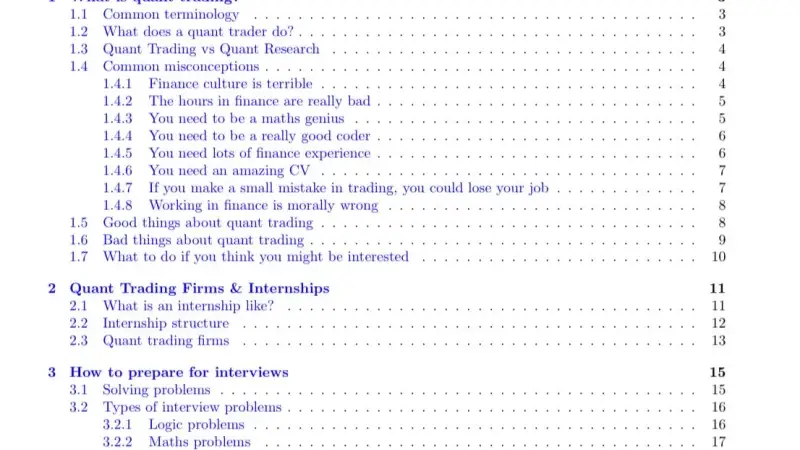 1 What is quant trading? 3
1.1 Common terminology . . . . . . . . . . . . . . . . . . . . . . . . . . . . . . . . 3
1.2 What does a quant trader do? . . . . . . . . . . . . . . . . . . . . . . . . . . . . 3
1.3 Quant Trading vs Quant Research . . . . . . . . . . . . . . . . . . . . . . . . . . 4
1.4 Common misconceptions . . . . . . . . . . . . . . . . . . . . . . . . . . . . . . 4
1.4.1 Finance culture is terrible . . . . . . . . . . . . . . . . . . . . . . . . . . 4
1.4.2 The hours in finance are really bad . . . . . . . . . . . . . . . . . . . . . . 5
1.4.3 You need to be a maths genius . . . . . . . . . . . . . . . . . . . . . . . . 5
1.4.4 You need to be a really good coder . . . . . . . . . . . . . . . . . . . . . . 6
1.4.5 You need lots of finance experience . . . . . . . . . . . . . . . . . . . . . . 6
1.4.6 You need an amazing CV . . . . . . . . . . . . . . . . . . . . . . . . . . 7
1.4.7 If you make a small mistake in trading, you could lose your job . . . . . . . . . . 7
1.4.8 Working in finance is morally wrong . . . . . . . . . . . . . . . . . . . . . 8
1.5 Good things about quant trading . . . . . . . . . . . . . . . . . . . . . . . . . . 8
1.6 Bad things about quant trading . . . . . . . . . . . . . . . . . . . . . . . . . . . 9
1.7 What to do if you think you might be interested . . . . . . . . . . . . . . . . . . . 10
2 Quant Trading Firms & Internships 11
2.1 What is an internship like? . . . . . . . . . . . . . . . . . . . . . . . . . . . . . 11
2.2 Internship structure . . . . . . . . . . . . . . . . . . . . . . . . . . . . . . . . 12
2.3 Quant trading firms . . . . . . . . . . . . . . . . . . . . . . . . . . . . . . . . 13
3 How to prepare for interviews 15
3.1 Solving problems . . . . . . . . . . . . . . . . . . . . . . . . . . . . . . . . . 15
3.2 Types of interview problems . . . . . . . . . . . . . . . . . . . . . . . . . . . . 16
3.2.1 Logic problems . . . . . . . . . . . . . . . . . . . . . . . . . . . . . . . 16
3.2.2 Maths problems . . . . . . . . . . . . . . . . . . . . . . . . . . . . . . 17